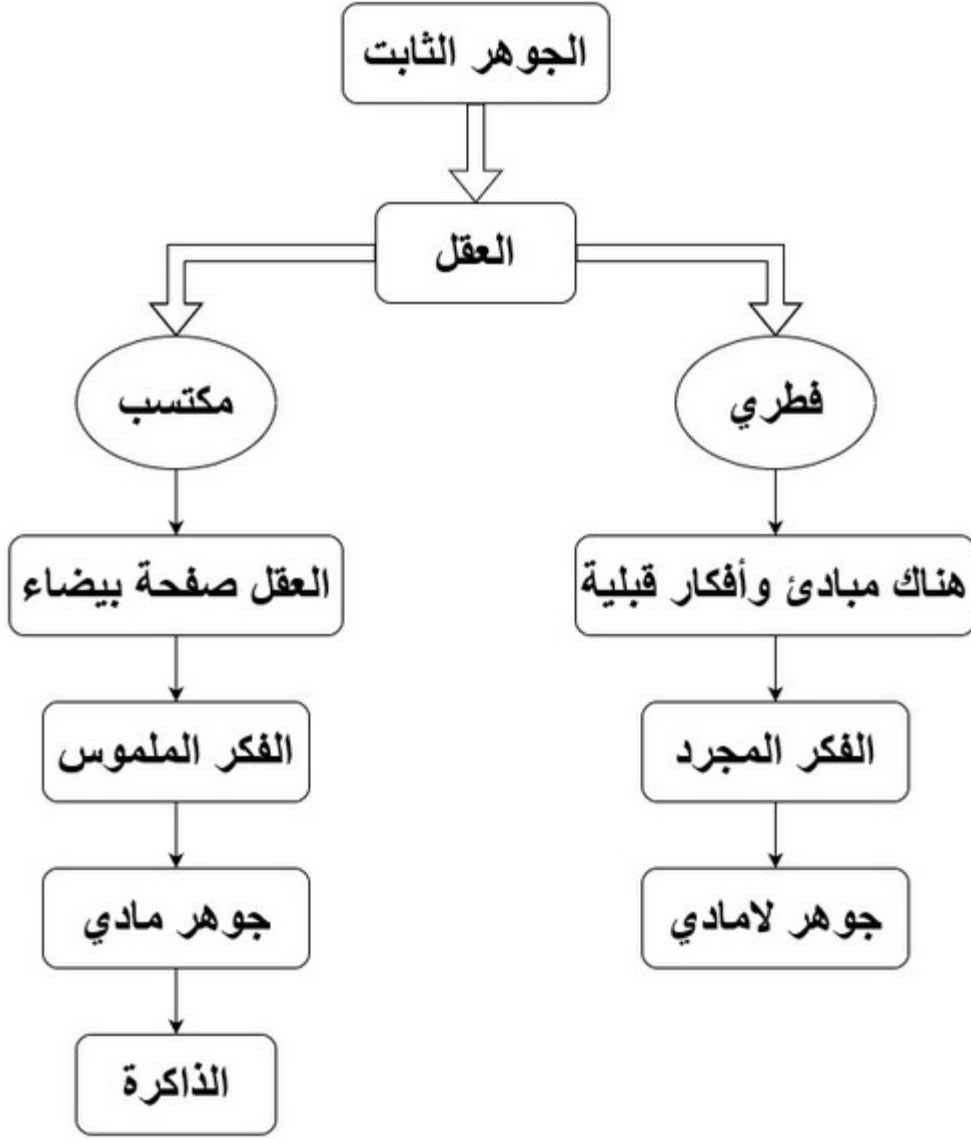 الجوهر الثابت
العقل
فطري
مكتسب
هناك مبادئ وأفكار قبلية
العقل صفحة بيضاء
الفكر المجرد
الفكر الملموس
جوهر لامادي
جوهر مادي
الذاكرة